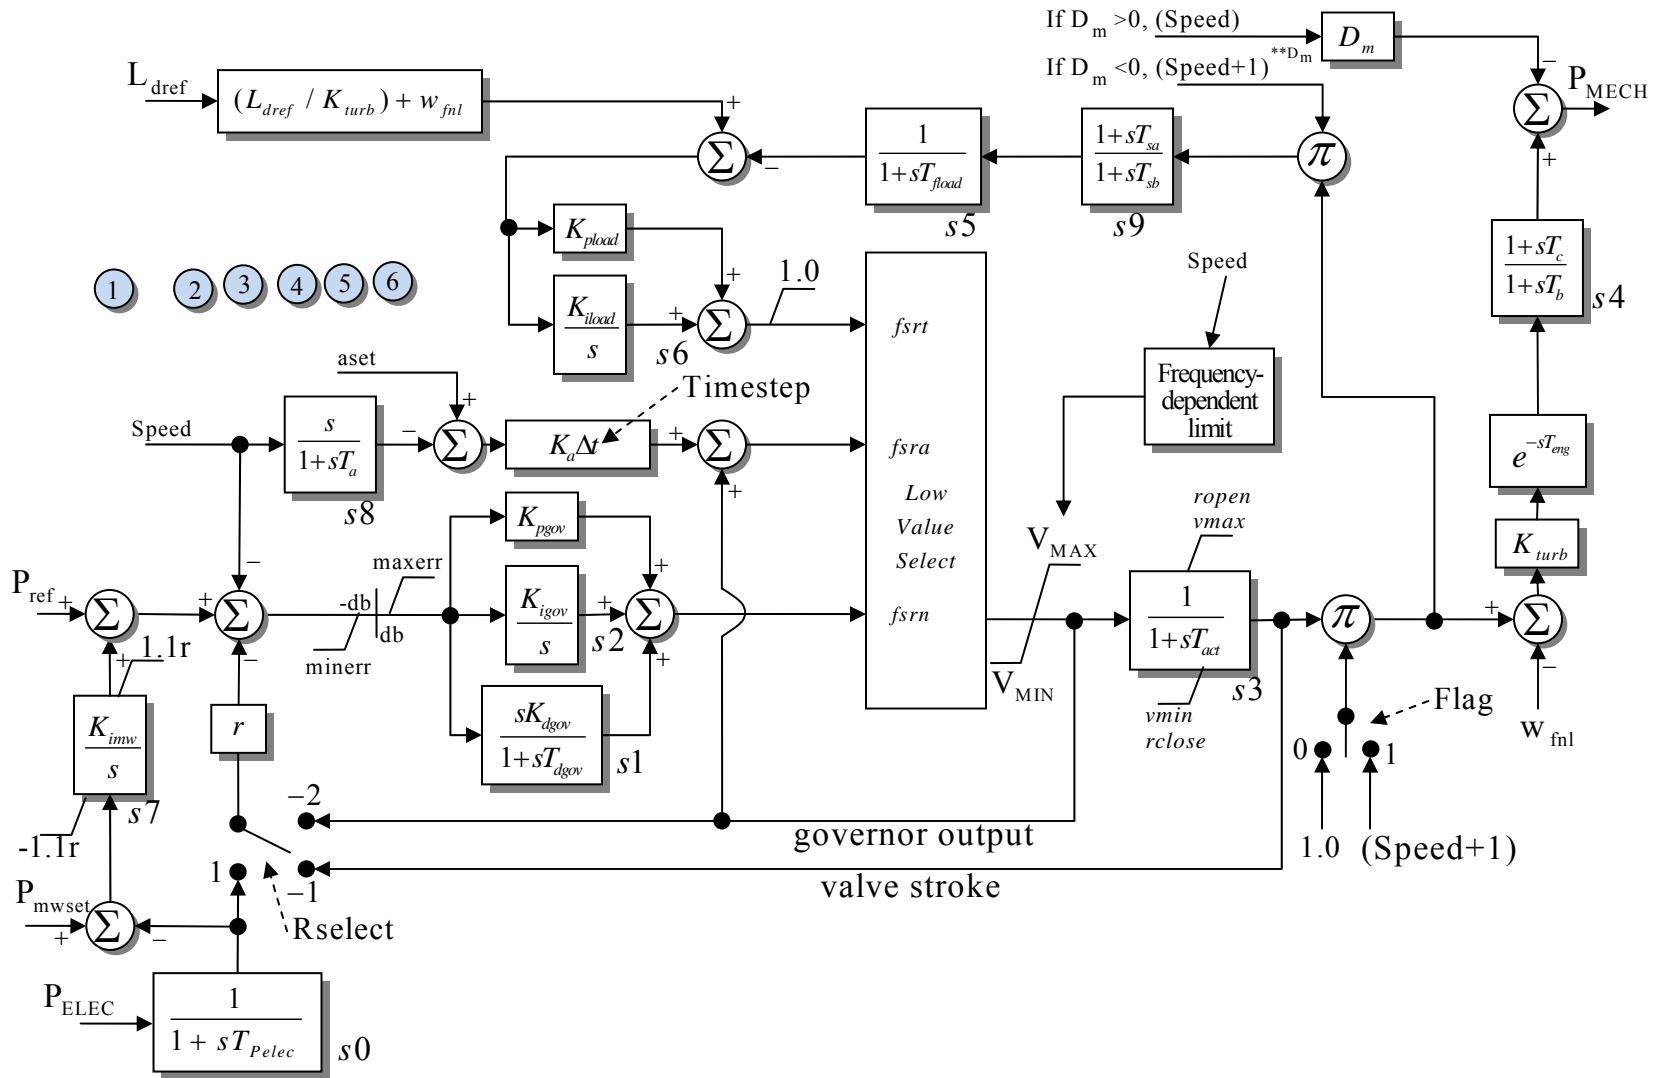 If D_m >0, (Speed)
D_m
If D_m <0, (Speed+1)^**D_m
P_MECH
L_dref
(L_dref / K_turb) + w_fnl
+
Σ
−
1
1+sT_fload
s5
1+sT_sa
1+sT_sb
s9
π
−
Σ
+
K_pload
K_iload
s
s6
+
+
Σ
1.0
1+sT_c
1+sT_b
s4
1
2
3
4
5
6
Speed
Frequency-
dependent
limit
fsrt
fsra
Low
Value
Select
fsrn
aset
Timestep
Speed
s
1+sT_a
s8
−
+
Σ
K_aΔt
+
Σ
+
e^−sT_eng
K_turb
K_pgov
K_igov
s
s2
sK_dgov
1+sT_dgov
s1
+
+
+
Σ
P_ref
+
Σ
+
+
−
Σ
−
-db
db
maxerr
minerr
V_MAX
V_MIN
ropen
vmax
1
1+sT_act
s3
vmin
rclose
π
+
Σ
−
w_fnl
Flag
0
1
1.0
(Speed+1)
1.1r
K_imw
s
s7
-1.1r
r
−2
governor output
1
−1
valve stroke
Rselect
P_mwset
+
Σ
−
P_ELEC
1
1 + sT_Pelec
s0